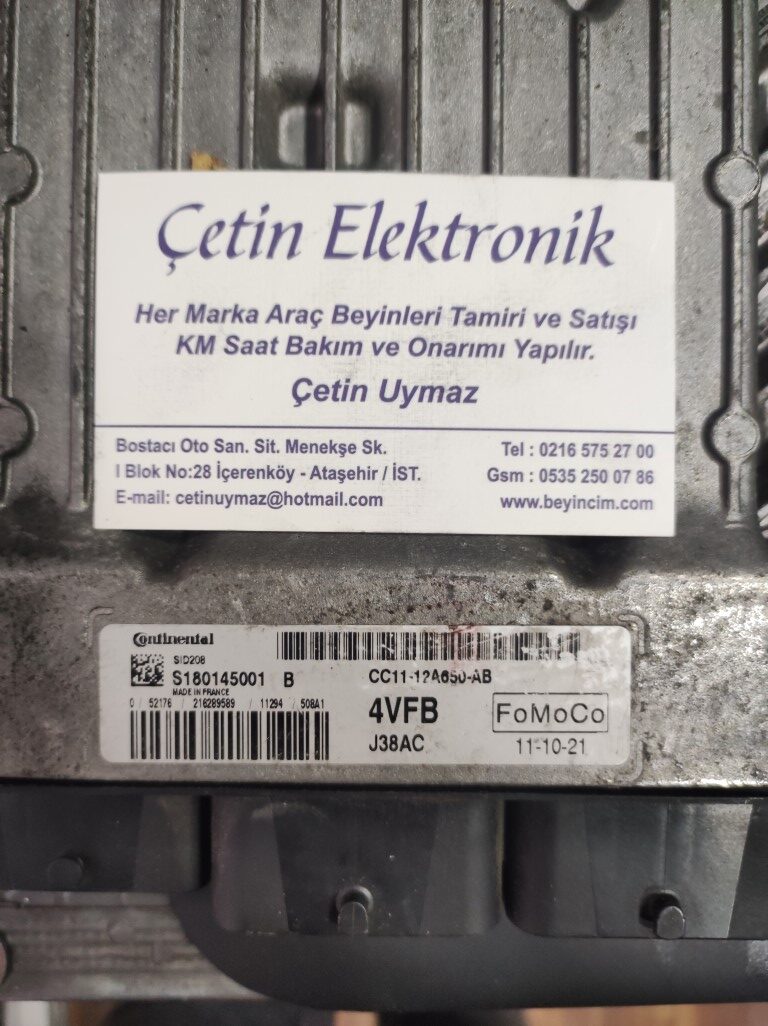 Çetin Elektronik
Her Marka Araç Beyinleri Tamiri ve Satışı
KM Saat Bakım ve Onarımı Yapılır.
Çetin Uymaz
Bostacı Oto San. Sit. Menekşe Sk.
I Blok No:28 İçerenköy - Ataşehir / İST.
E-mail: cetinuymaz@hotmail.com
Tel : 0216 575 27 00
Gsm : 0535 250 07 86
www.beyincim.com
Continental
SID208
S180145001 B
MADE IN FRANCE
0 / 52176 / 216289589 / 11294 / 508A1
CC11-12A650-AB
4VFB
FoMoCo
J38AC
11-10-21